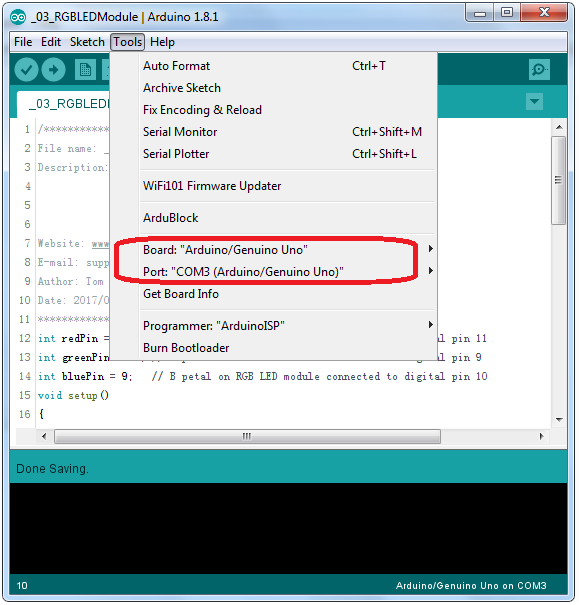 _03_RGBLEDModule | Arduino 1.8.1
File Edit Sketch Tools Help
Auto Format Ctrl+T
Archive Sketch
Fix Encoding & Reload
Serial Monitor Ctrl+Shift+M
Serial Plotter Ctrl+Shift+L
WiFi101 Firmware Updater
ArduBlock
Board: "Arduino/Genuino Uno"
Port: "COM3 (Arduino/Genuino Uno)"
Get Board Info
Programmer: "ArduinoISP"
Burn Bootloader
_03_RGBLED
1 /************
2 File name: _
3 Description:
4
5
6
7 Website: www
8 E-mail: supp
9 Author: Tom
10 Date: 2017/0
11 *************
12 int redPin = al pin 11
13 int greenPin digital pin 9
14 int bluePin = 9; // B petal on RGB LED module connected to digital pin 10
15 void setup()
16 {
Done Saving.
10 Arduino/Genuino Uno on COM3